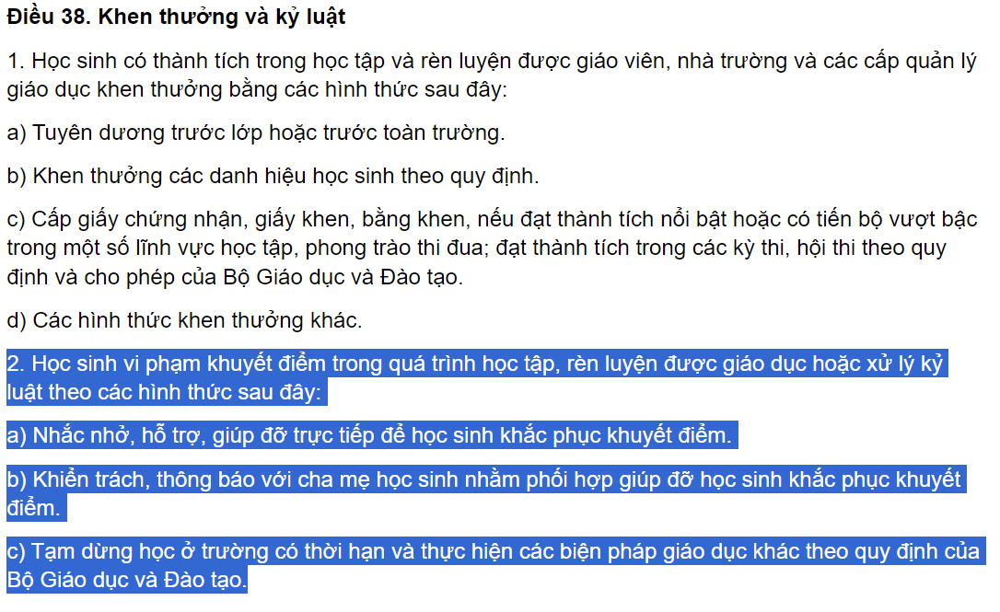 Điều 38. Khen thưởng và kỷ luật
1. Học sinh có thành tích trong học tập và rèn luyện được giáo viên, nhà trường và các cấp quản lý
giáo dục khen thưởng bằng các hình thức sau đây:
a) Tuyên dương trước lớp hoặc trước toàn trường.
b) Khen thưởng các danh hiệu học sinh theo quy định.
c) Cấp giấy chứng nhận, giấy khen, bằng khen, nếu đạt thành tích nổi bật hoặc có tiến bộ vượt bậc
trong một số lĩnh vực học tập, phong trào thi đua; đạt thành tích trong các kỳ thi, hội thi theo quy
định và cho phép của Bộ Giáo dục và Đào tạo.
d) Các hình thức khen thưởng khác.
2. Học sinh vi phạm khuyết điểm trong quá trình học tập, rèn luyện được giáo dục hoặc xử lý kỷ
luật theo các hình thức sau đây:
a) Nhắc nhở, hỗ trợ, giúp đỡ trực tiếp để học sinh khắc phục khuyết điểm.
b) Khiển trách, thông báo với cha mẹ học sinh nhằm phối hợp giúp đỡ học sinh khắc phục khuyết
điểm.
c) Tạm dừng học ở trường có thời hạn và thực hiện các biện pháp giáo dục khác theo quy định của
Bộ Giáo dục và Đào tạo.